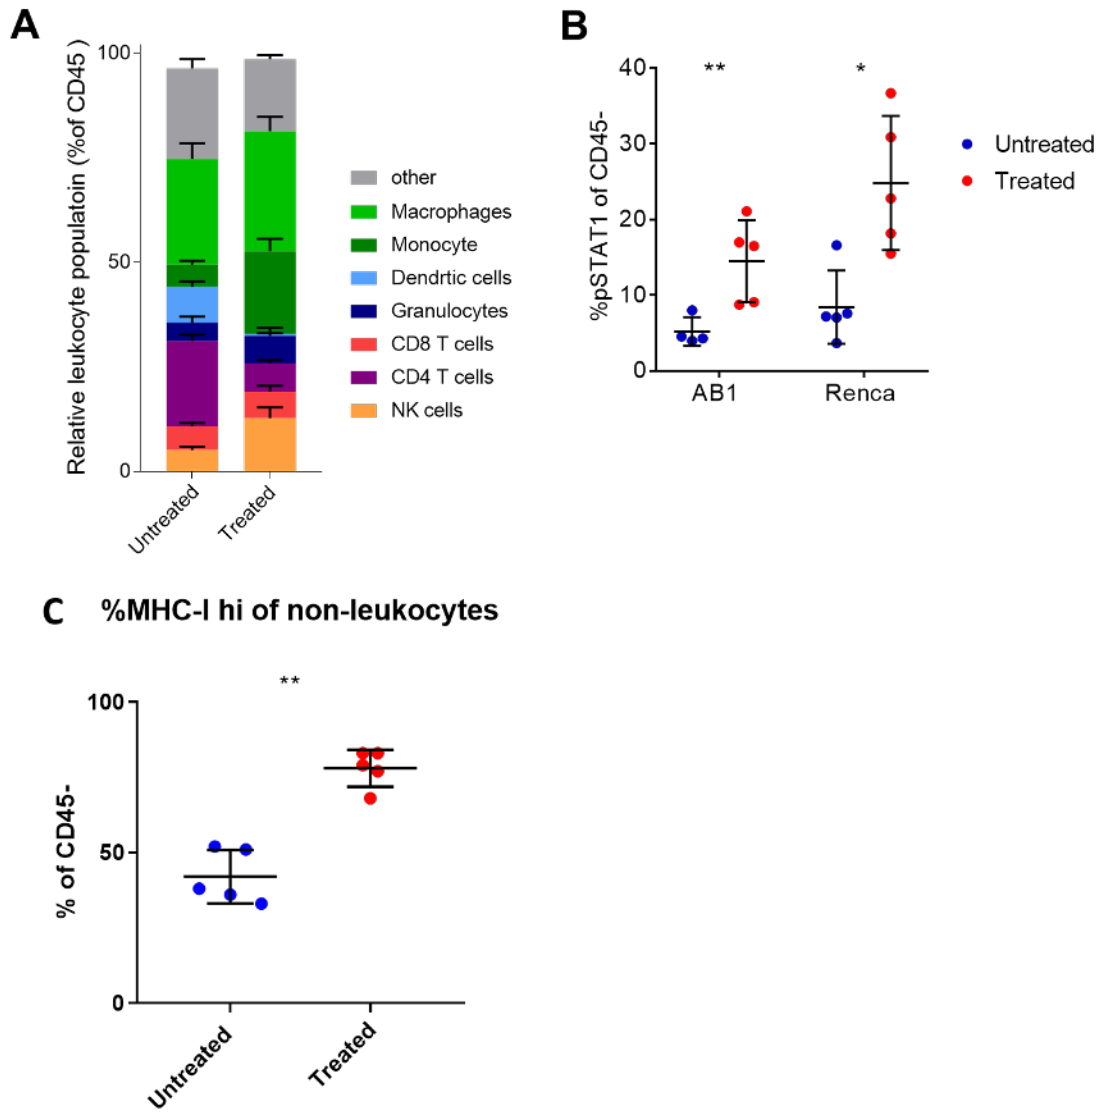 A
Relative leukocyte populatoin (%of CD45 )
100
50
0
Untreated
Treated
other
Macrophages
Monocyte
Dendrtic cells
Granulocytes
CD8 T cells
CD4 T cells
NK cells
B
%pSTAT1 of CD45-
40
30
20
10
0
**
*
AB1
Renca
Untreated
Treated
C %MHC-I hi of non-leukocytes
% of CD45-
100
50
0
**
Untreated
Treated